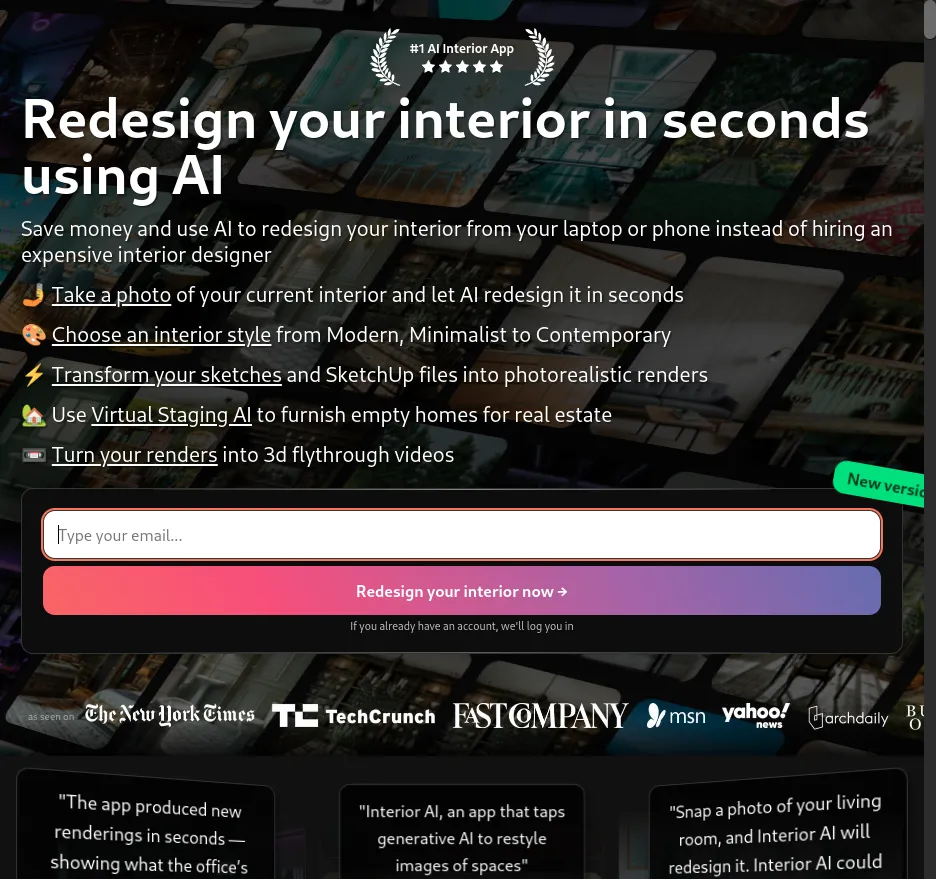 #1 AI Interior App
Redesign your interior in seconds
using AI
Save money and use AI to redesign your interior from your laptop or phone instead of hiring an
expensive interior designer
Take a photo of your current interior and let AI redesign it in seconds
Choose an interior style from Modern, Minimalist to Contemporary
Transform your sketches and SketchUp files into photorealistic renders
Use Virtual Staging AI to furnish empty homes for real estate
Turn your renders into 3d flythrough videos
New
Type your email...
Redesign your interior now →
If you already have an account, we'll log you in
as seen on The New York Times TechCrunch FAST COMPANY msn yahoo! news archdaily
"The app produced new
renderings in seconds —
showing what the office's
"Interior AI, an app that taps
generative AI to restyle
images of spaces"
"Snap a photo of your living
room, and Interior AI will
redesign it. Interior AI could